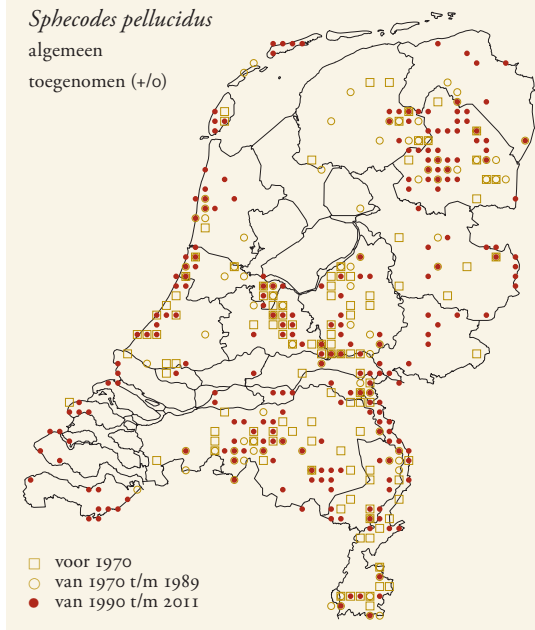 Sphecodes pellucidus
algemeen
toegenomen (+/0)
voor 1970
van 1970 t/m 1989
van 1990 t/m 2011